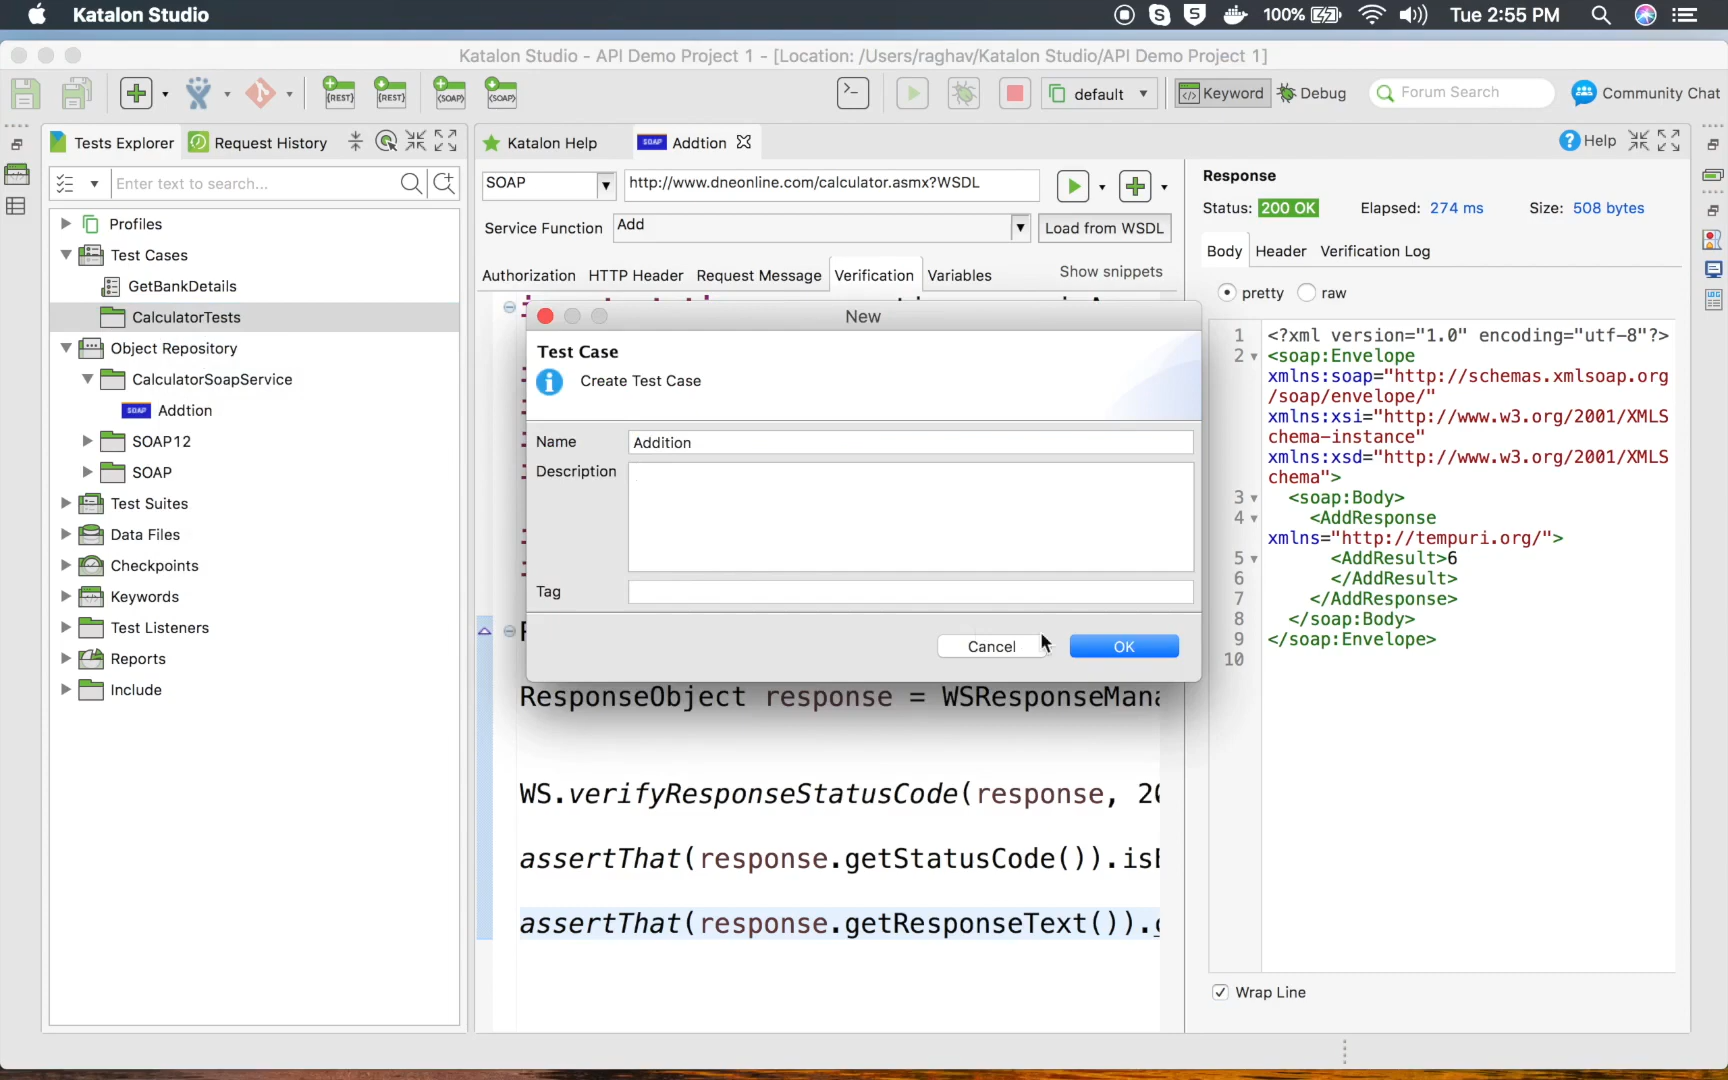 Katalon Studio
100%
Tue 2:55 PM
Katalon Studio - API Demo Project 1 - [Location: /Users/raghav/Katalon Studio/API Demo Project 1]
{REST}
{REST}
<SOAP>
<SOAP>
default
Keyword
Debug
Forum Search
Community Chat
Tests Explorer
Request History
Katalon Help
SOAP
Addtion
Help
Enter text to search...
SOAP
http://www.dneonline.com/calculator.asmx?WSDL
Service Function
Add
Load from WSDL
Authorization
HTTP Header
Request Message
Verification
Variables
Show snippets
Profiles
Test Cases
GetBankDetails
CalculatorTests
Object Repository
CalculatorSoapService
SOAP
Addtion
SOAP12
SOAP
Test Suites
Data Files
Checkpoints
Keywords
Test Listeners
Reports
Include
New
Test Case
Create Test Case
Name
Addition
Description
Tag
Cancel
OK
ResponseObject response = WSResponseMana
WS.verifyResponseStatusCode(response, 20
assertThat(response.getStatusCode()).isE
assertThat(response.getResponseText()).
Response
Status: 200 OK
Elapsed: 274 ms
Size: 508 bytes
Body
Header
Verification Log
pretty
raw
1 <?xml version="1.0" encoding="utf-8"?>
2 <soap:Envelope
xmlns:soap="http://schemas.xmlsoap.org
/soap/envelope/"
xmlns:xsi="http://www.w3.org/2001/XMLS
chema-instance"
xmlns:xsd="http://www.w3.org/2001/XMLS
chema">
3 <soap:Body>
4 <AddResponse
xmlns="http://tempuri.org/">
5 <AddResult>6
6 </AddResult>
7 </AddResponse>
8 </soap:Body>
9 </soap:Envelope>
10
Wrap Line